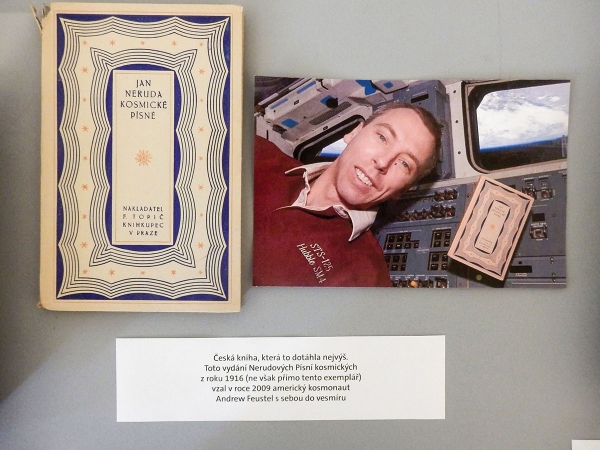 JAN
NERUDA
KOSMICKÉ
PÍSNĚ
NAKLADATEL
F. TOPIČ
KNIHKUPEC
V PRAZE
STS-125
Hubble SM4
Česká kniha, která to dotáhla nejvýš.
Toto vydání Nerudových Písní kosmických
z roku 1916 (ne však přímo tento exemplář)
vzal v roce 2009 americký kosmonaut
Andrew Feustel s sebou do vesmíru